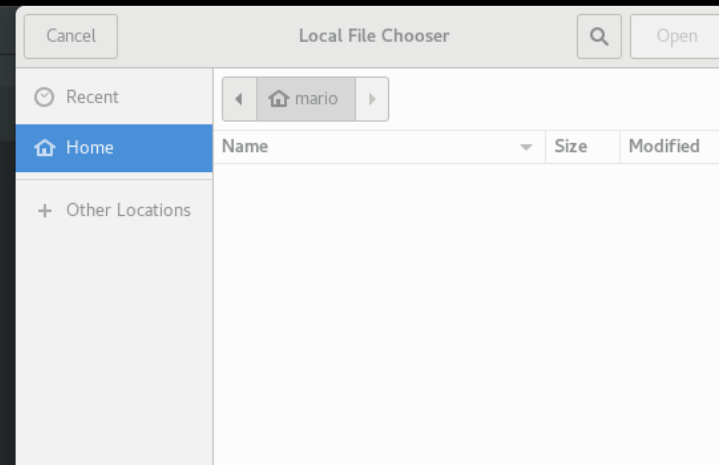 Cancel Local File Chooser Open
Recent
mario
Home
Name Size Modified
Other Locations